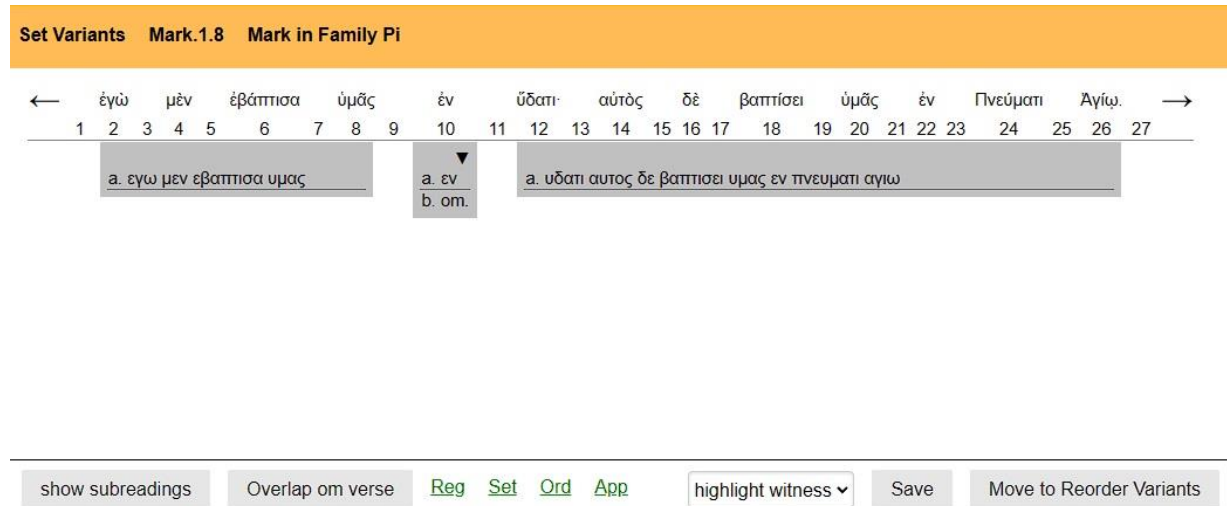 Set Variants Mark.1.8 Mark in Family Pi
← ἐγὼ μὲν ἐβάπτισα ὑμᾶς ἐν ὕδατι· αὐτὸς δὲ βαπτίσει ὑμᾶς ἐν Πνεύματι Ἁγίῳ. →
1 2 3 4 5 6 7 8 9 10 11 12 13 14 15 16 17 18 19 20 21 22 23 24 25 26 27
▼
a. εγω μεν εβαπτισα υμας a. εν a. υδατι αυτος δε βαπτισει υμας εν πνευματι αγιω
b. om.
show subreadings Overlap om verse Reg Set Ord App highlight witness Save Move to Reorder Variants